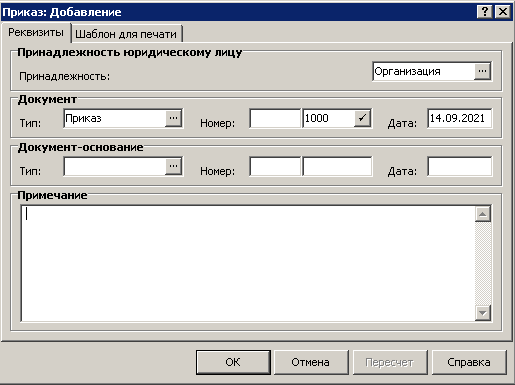 Приказ: Добавление
Реквизиты Шаблон для печати
Принадлежность юридическому лицу
Принадлежность: Организация ...
Документ
Тип: Приказ ... Номер: 1000 ✓ Дата: 14.09.2021
Документ-основание
Тип: ... Номер: Дата:
Примечание
ОК Отмена Пересчет Справка